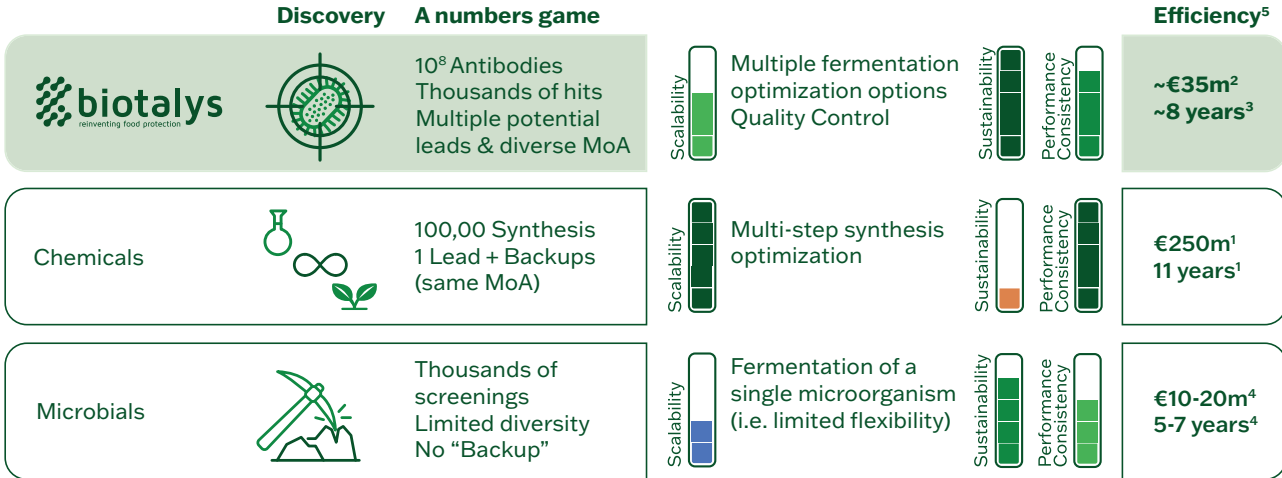 Discovery
A numbers game
Efficiency⁵
biotalys
reinventing food protection
10⁸ Antibodies
Thousands of hits
Multiple potential
leads & diverse MoA
Scalability
Multiple fermentation
optimization options
Quality Control
Sustainability
Performance
Consistency
~€35m²
~8 years³
Chemicals
100,00 Synthesis
1 Lead + Backups
(same MoA)
Scalability
Multi-step synthesis
optimization
Sustainability
Performance
Consistency
€250m¹
11 years¹
Microbials
Thousands of
screenings
Limited diversity
No “Backup”
Scalability
Fermentation of a
single microorganism
(i.e. limited flexibility)
Sustainability
Performance
Consistency
€10-20m⁴
5-7 years⁴